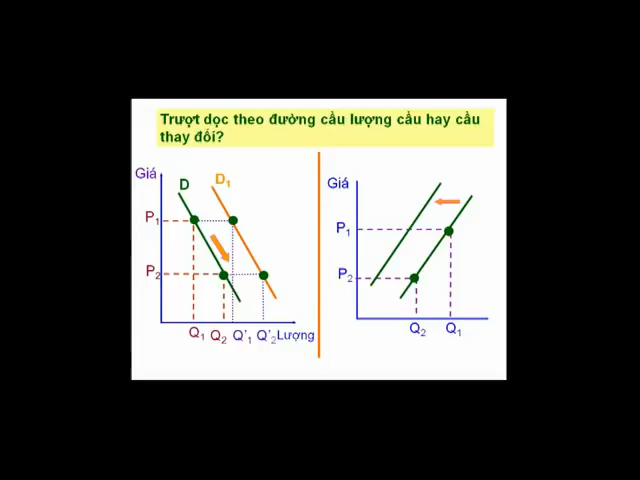 Trượt dọc theo đường cầu lượng cầu hay cầu
thay đổi?
Giá
D
D1
P1
P2
Q1 Q2 Q'1 Q'2 Lượng
Giá
P1
P2
Q2 Q1